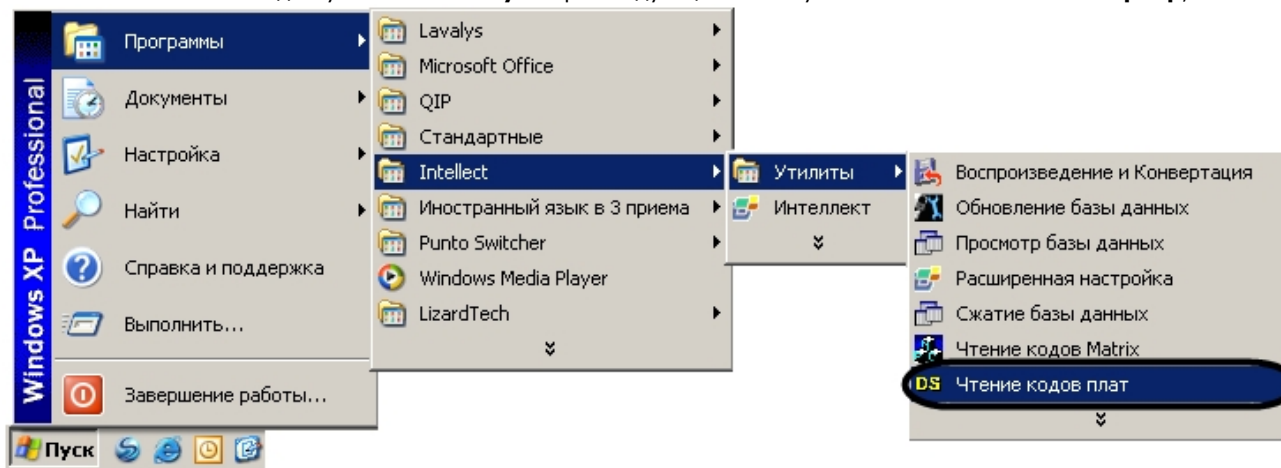 Windows XP Professional
Программы
Документы
Настройка
Найти
Справка и поддержка
Выполнить...
Завершение работы...
Пуск
Lavalys
Microsoft Office
QIP
Стандартные
Intellect
Иностранный язык в 3 приема
Punto Switcher
Windows Media Player
LizardTech
Утилиты
Интеллект
Воспроизведение и Конвертация
Обновление базы данных
Просмотр базы данных
Расширенная настройка
Сжатие базы данных
Чтение кодов Matrix
DS Чтение кодов плат